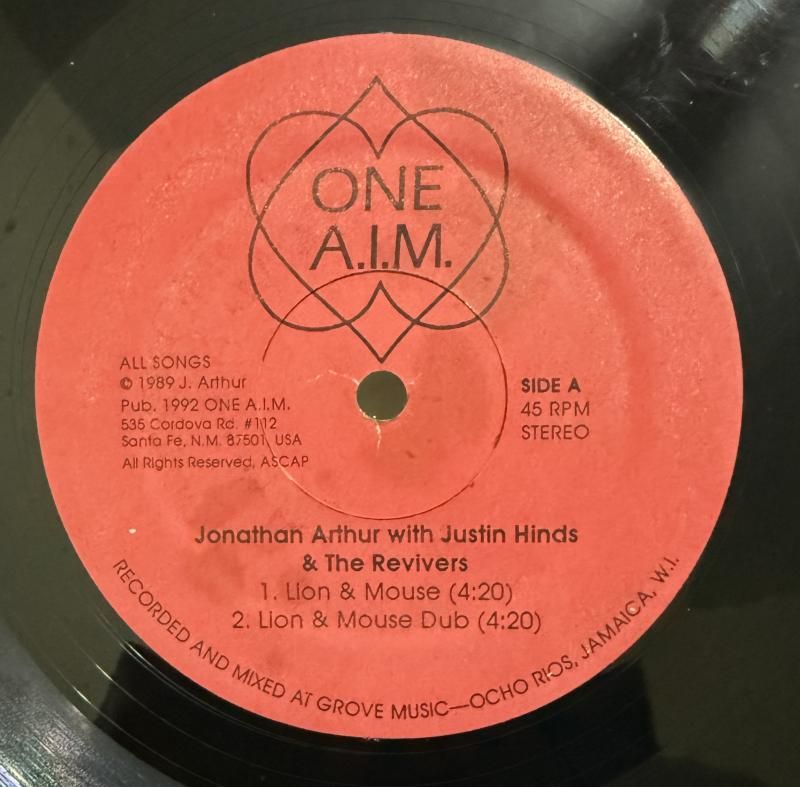 ONE
A.I.M.
ALL SONGS
© 1989 J. Arthur
Pub. 1992 ONE A.I.M.
535 Cordova Rd. #112
Santa Fe, N.M. 87501, USA
All Rights Reserved, ASCAP
SIDE A
45 RPM
STEREO
Jonathan Arthur with Justin Hinds
& The Revivers
1. Lion & Mouse (4:20)
2. Lion & Mouse Dub (4:20)
RECORDED AND MIXED AT GROVE MUSIC—OCHO RIOS, JAMAICA, W.I.